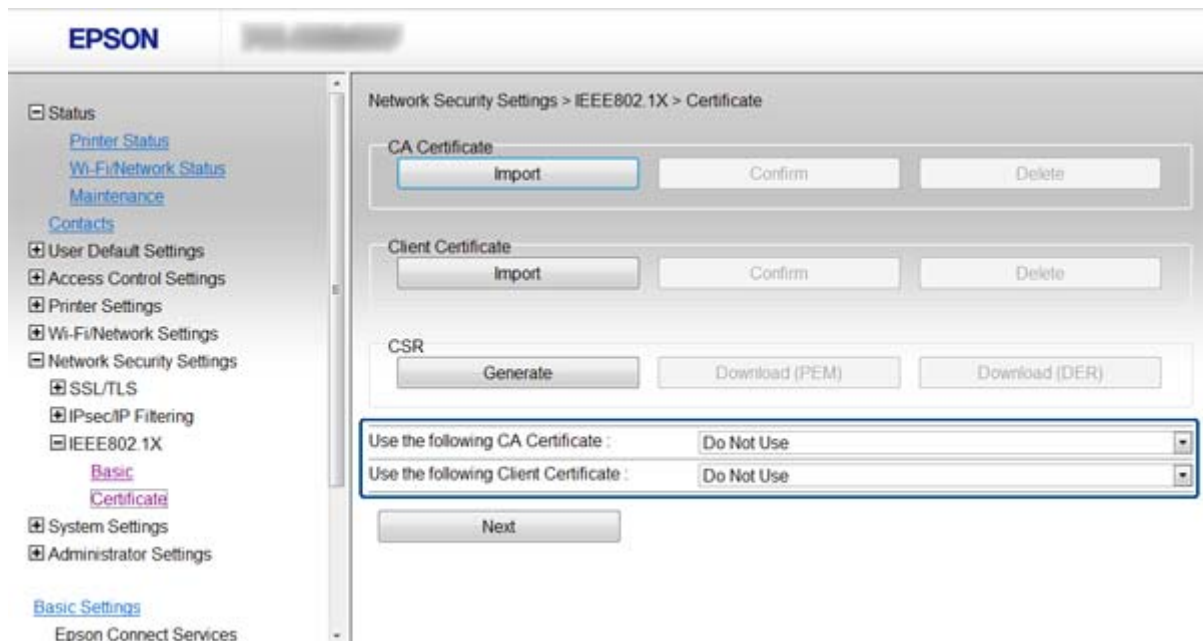 EPSON
Status
Printer Status
Wi-Fi/Network Status
Maintenance
Contacts
User Default Settings
Access Control Settings
Printer Settings
Wi-Fi/Network Settings
Network Security Settings
SSL/TLS
IPsec/IP Filtering
IEEE802.1X
Basic
Certificate
System Settings
Administrator Settings
Basic Settings
Epson Connect Services
Network Security Settings > IEEE802.1X > Certificate
CA Certificate
Import Confirm Delete
Client Certificate
Import Confirm Delete
CSR
Generate Download (PEM) Download (DER)
Use the following CA Certificate : Do Not Use
Use the following Client Certificate : Do Not Use
Next